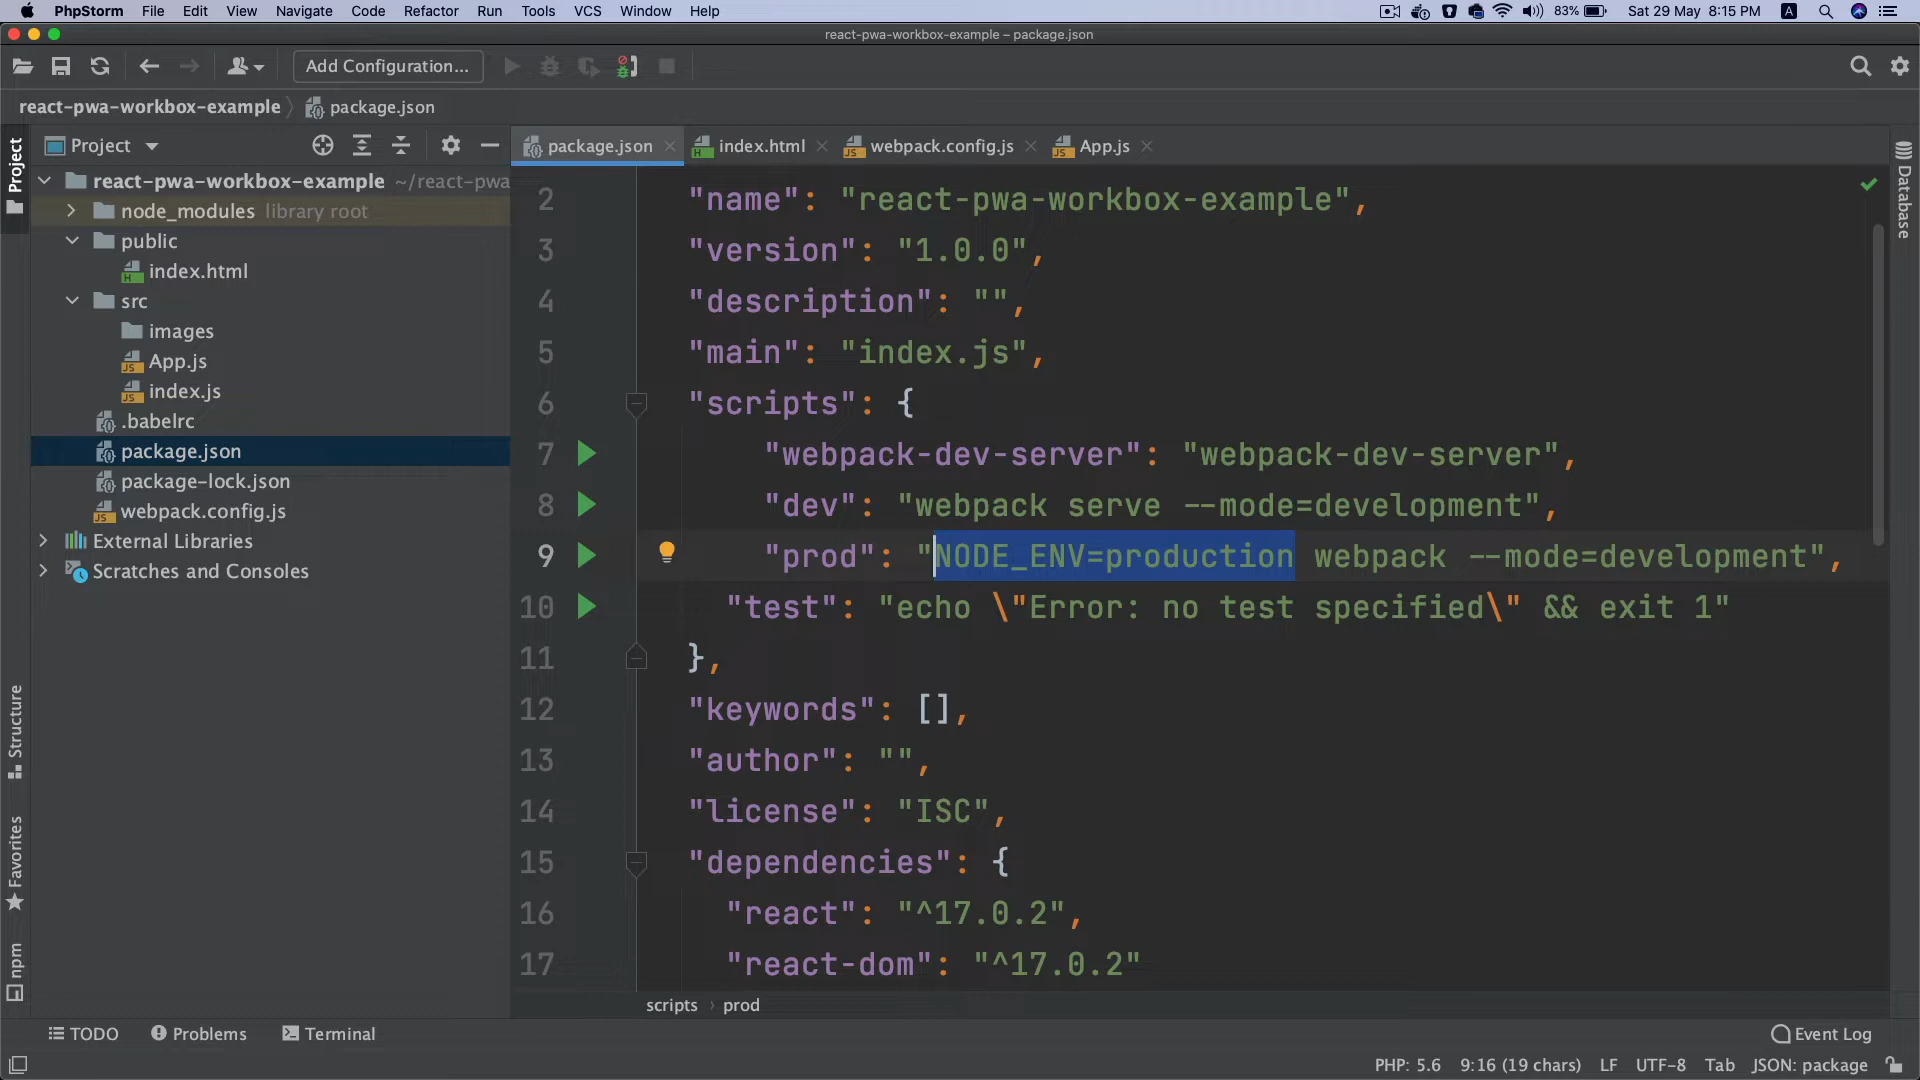 PhpStorm File Edit View Navigate Code Refactor Run Tools VCS Window Help 83% Sat 29 May 8:15 PM A
react-pwa-workbox-example – package.json
Add Configuration...
react-pwa-workbox-example package.json
Project
package.json index.html webpack.config.js App.js
react-pwa-workbox-example ~/react-pwa
node_modules library root
public
index.html
src
images
App.js
index.js
.babelrc
package.json
package-lock.json
webpack.config.js
External Libraries
Scratches and Consoles
Project
Structure
Favorites
npm
2 "name": "react-pwa-workbox-example",
3 "version": "1.0.0",
4 "description": "",
5 "main": "index.js",
6 "scripts": {
7 "webpack-dev-server": "webpack-dev-server",
8 "dev": "webpack serve --mode=development",
9 "prod": "NODE_ENV=production webpack --mode=development",
10 "test": "echo \"Error: no test specified\" && exit 1"
11 },
12 "keywords": [],
13 "author": "",
14 "license": "ISC",
15 "dependencies": {
16 "react": "^17.0.2",
17 "react-dom": "^17.0.2"
Database
scripts › prod
TODO Problems Terminal Event Log
PHP: 5.6 9:16 (19 chars) LF UTF-8 Tab JSON: package